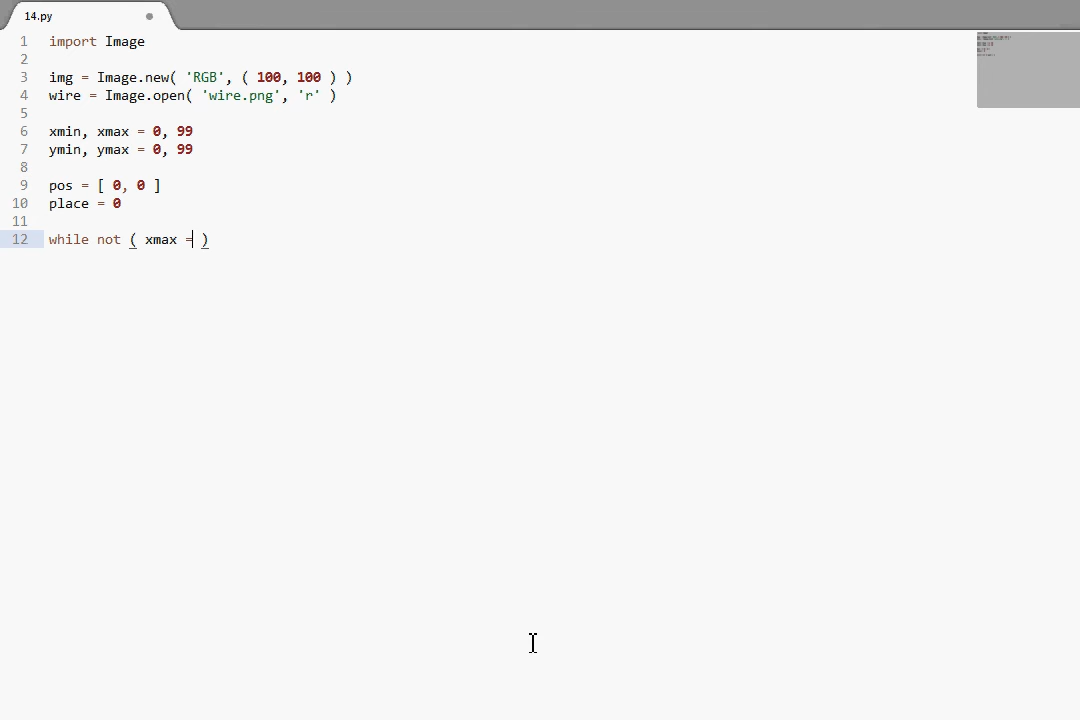 14.py
1 import Image
2
3 img = Image.new( 'RGB', ( 100, 100 ) )
4 wire = Image.open( 'wire.png', 'r' )
5
6 xmin, xmax = 0, 99
7 ymin, ymax = 0, 99
8
9 pos = [ 0, 0 ]
10 place = 0
11
12 while not ( xmax = )